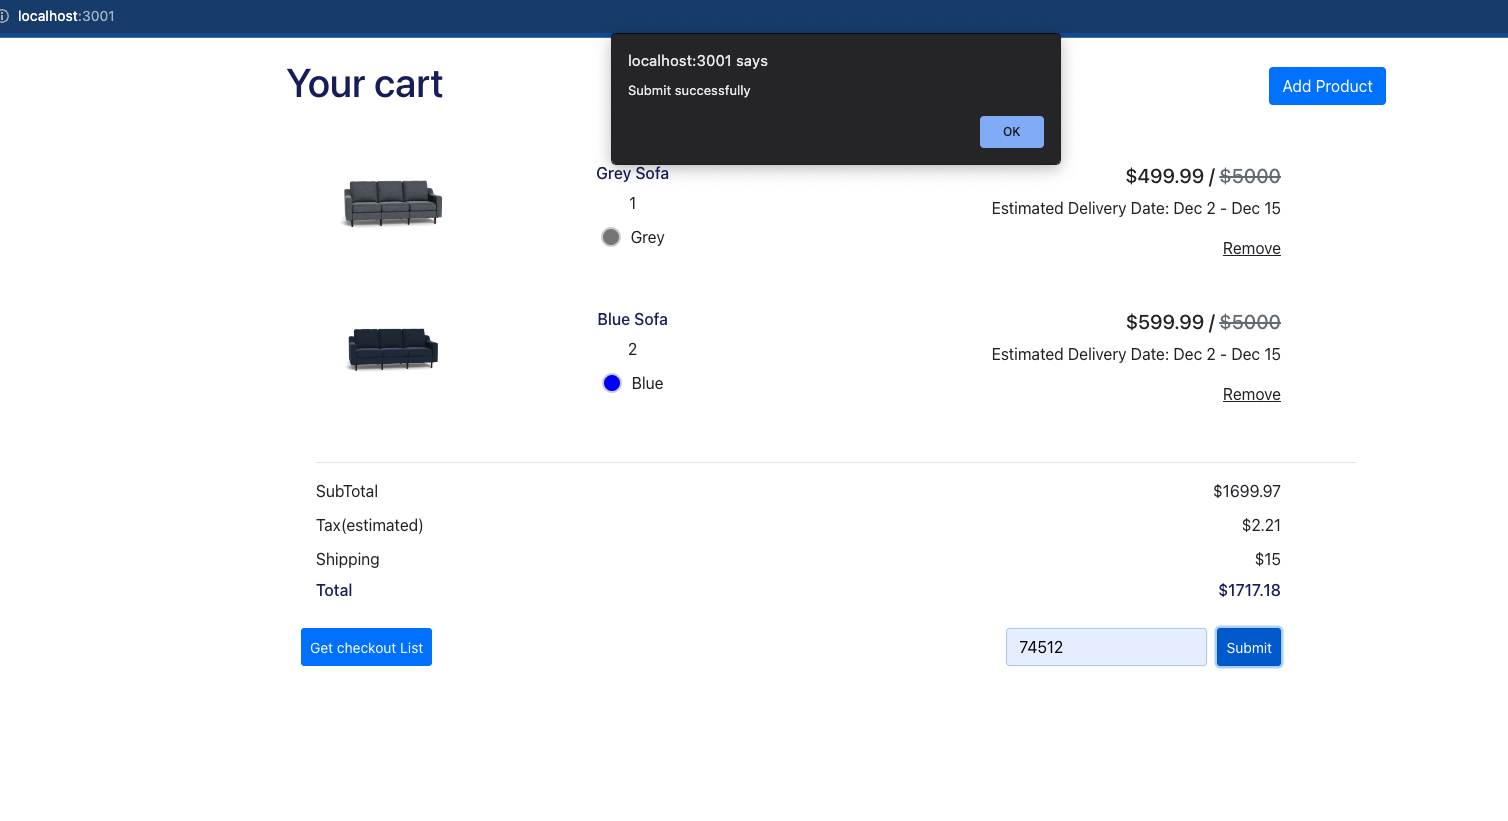 localhost:3001
localhost:3001 says
Submit successfully
OK
Your cart
Add Product
Grey Sofa
1
Grey
$499.99 / $5000
Estimated Delivery Date: Dec 2 - Dec 15
Remove
Blue Sofa
2
Blue
$599.99 / $5000
Estimated Delivery Date: Dec 2 - Dec 15
Remove
SubTotal $1699.97
Tax(estimated) $2.21
Shipping $15
Total $1717.18
Get checkout List 74512 Submit